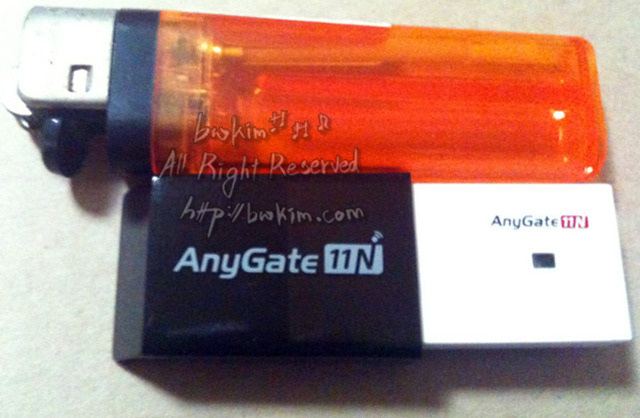 bwkim
All Right Reserved
http://bwkim.com
AnyGate 11N
AnyGate 11N